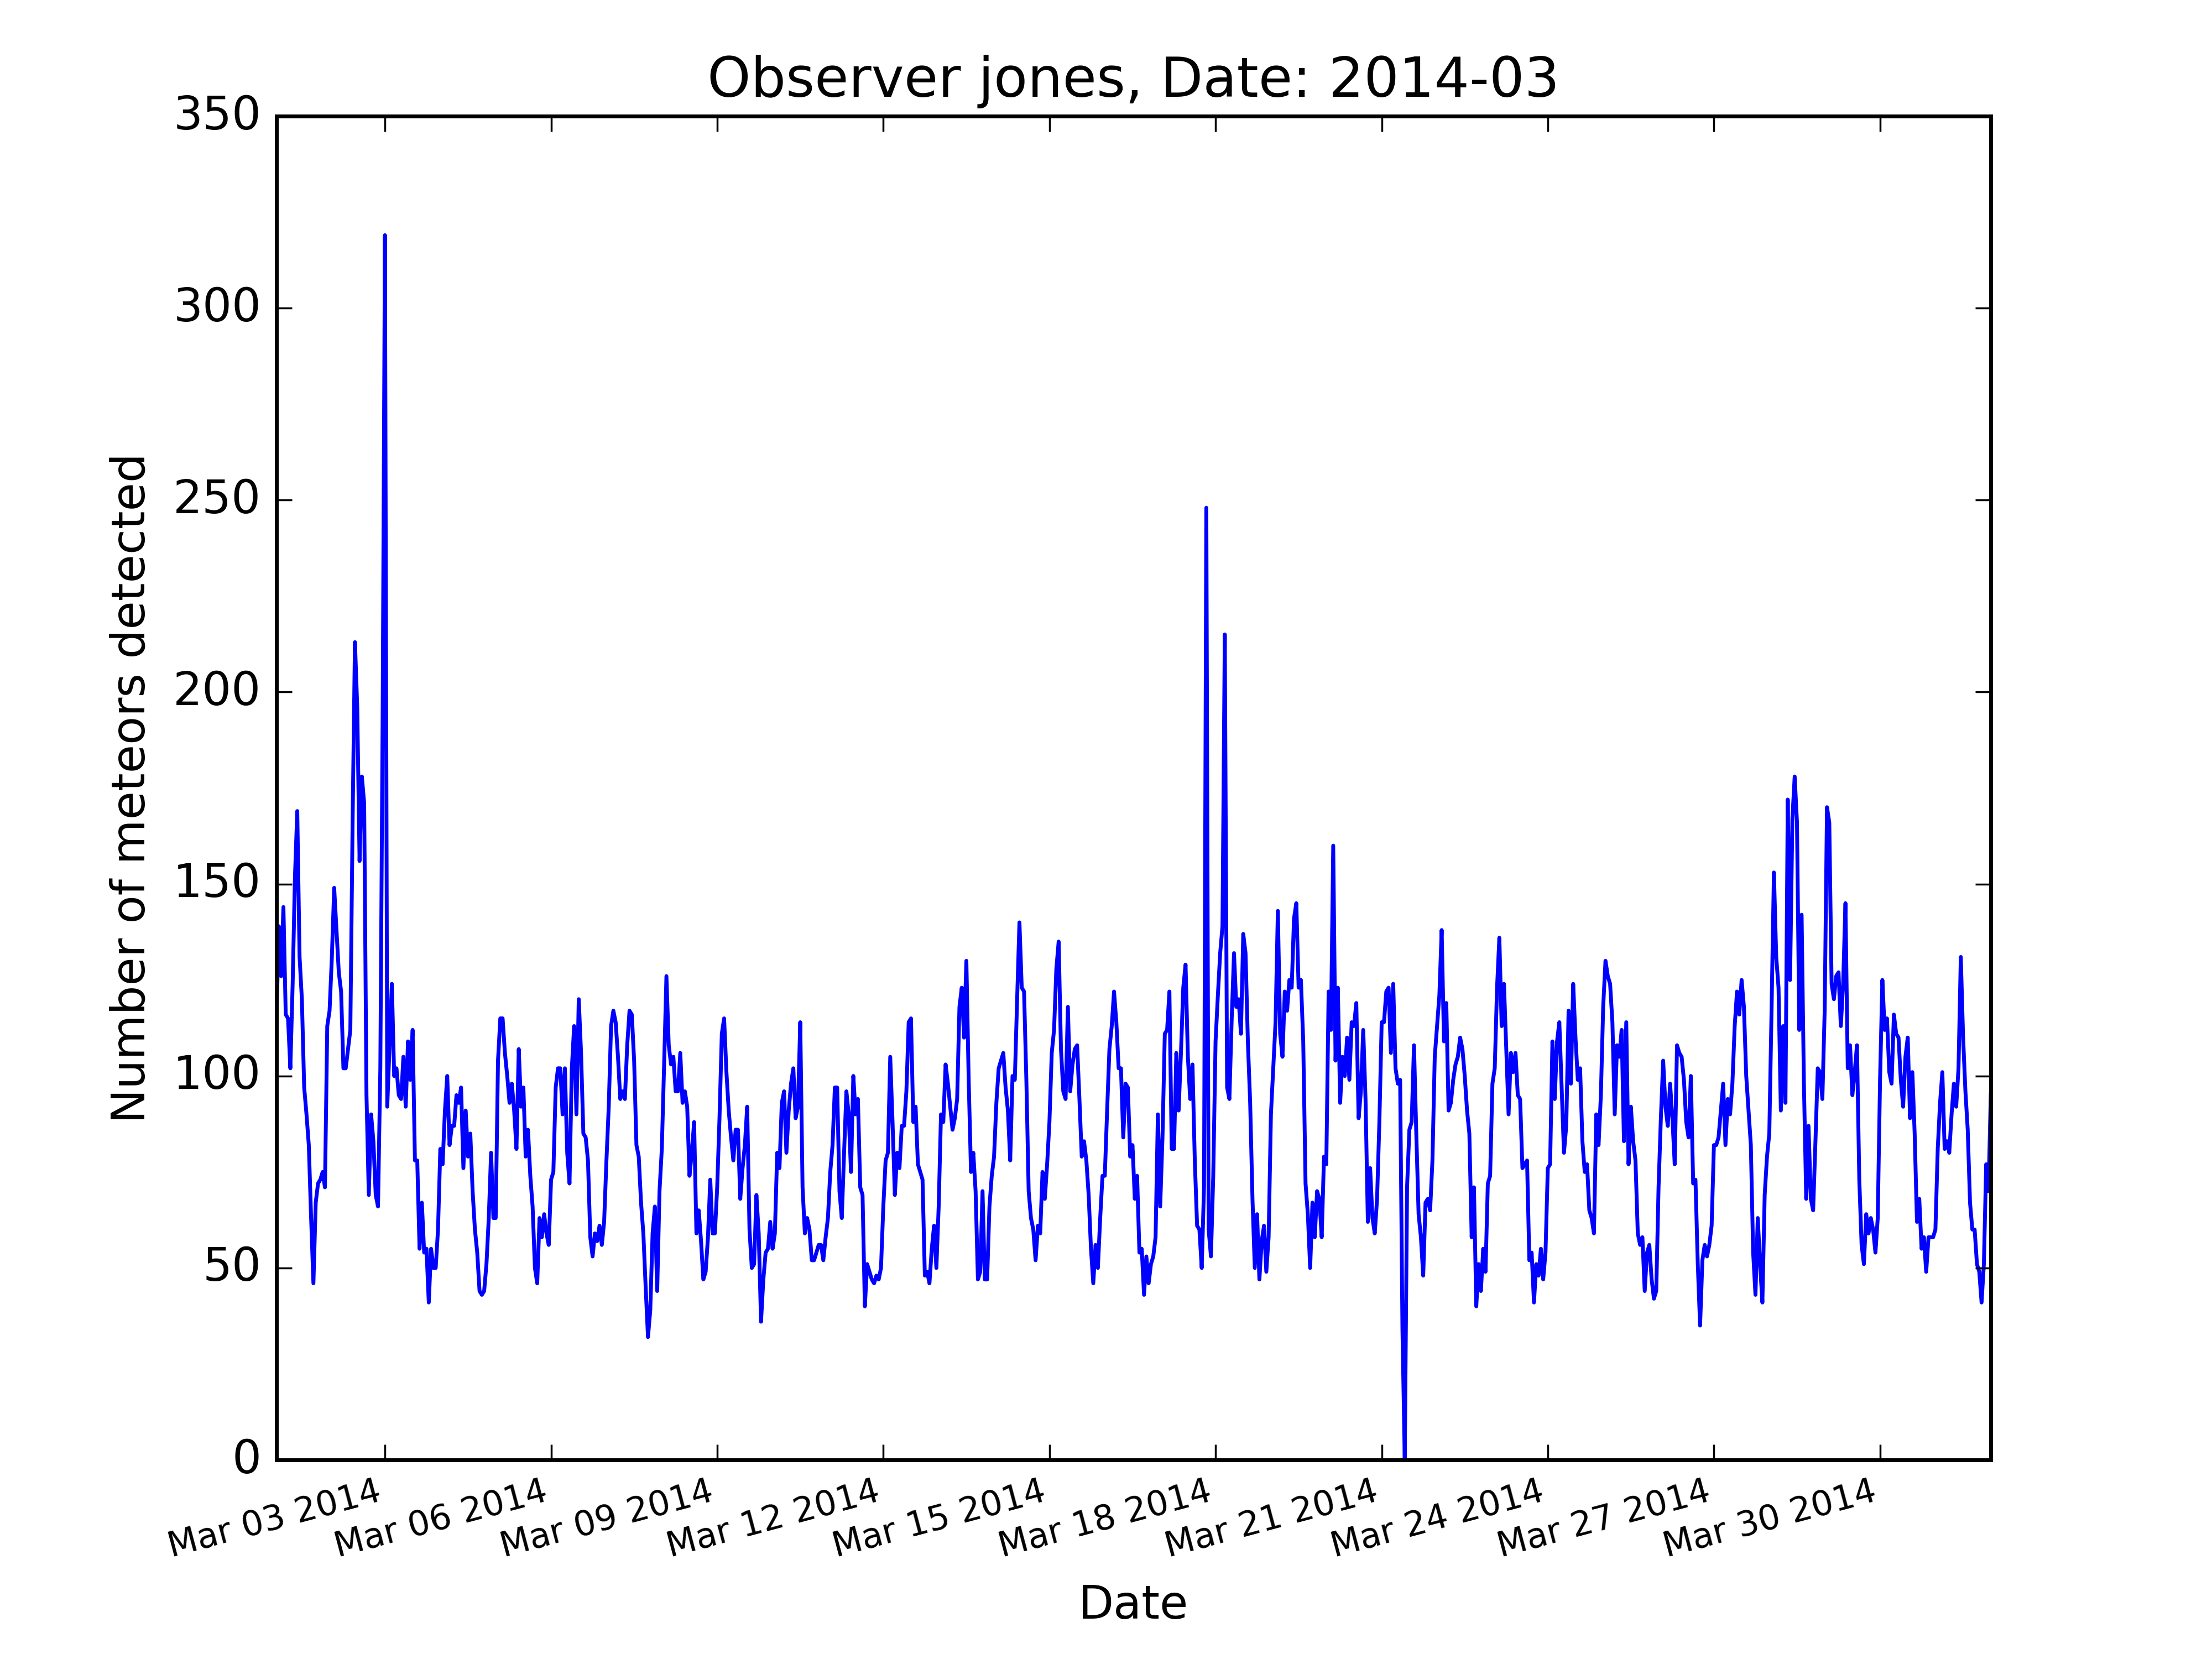 Observer jones, Date: 2014-03
Number of meteors detected
350
300
250
200
150
100
50
0
Mar 03 2014
Mar 06 2014
Mar 09 2014
Mar 12 2014
Mar 15 2014
Mar 18 2014
Mar 21 2014
Mar 24 2014
Mar 27 2014
Mar 30 2014
Date